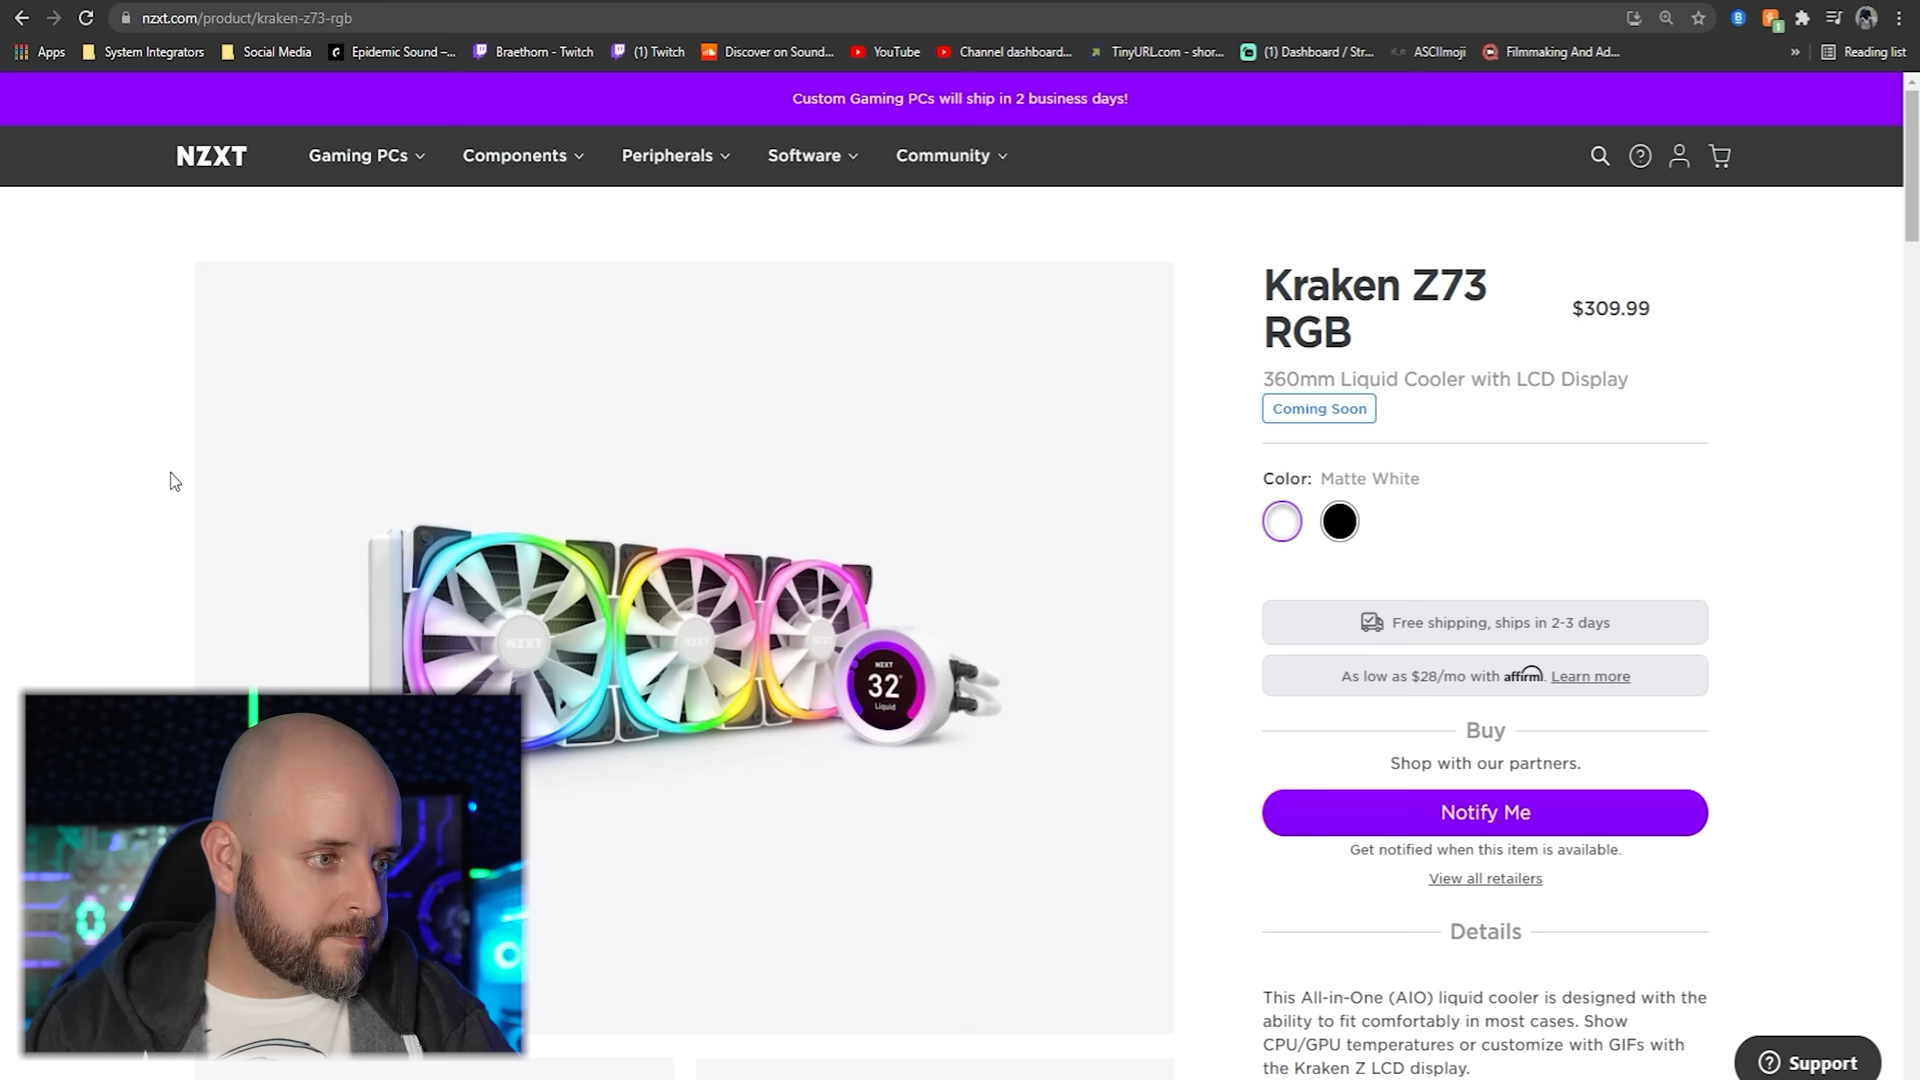 nzxt.com/product/kraken-z73-rgb
Apps System Integrators Social Media Epidemic Sound –... Braethorn - Twitch (1) Twitch Discover on Sound... YouTube Channel dashboard... TinyURL.com - shor... (1) Dashboard / Str... ASCIImoji Filmmaking And Ad... » Reading list
Custom Gaming PCs will ship in 2 business days!
NZXT Gaming PCs Components Peripherals Software Community
Kraken Z73
RGB
$309.99
360mm Liquid Cooler with LCD Display
Coming Soon
Color: Matte White
Free shipping, ships in 2-3 days
As low as $28/mo with affirm. Learn more
Buy
Shop with our partners.
Notify Me
Get notified when this item is available.
View all retailers
Details
This All-in-One (AIO) liquid cooler is designed with the
ability to fit comfortably in most cases. Show
CPU/GPU temperatures or customize with GIFs with
the Kraken Z LCD display.
Support
NZXT
NZXT
NZXT
NZXT
32°
Liquid